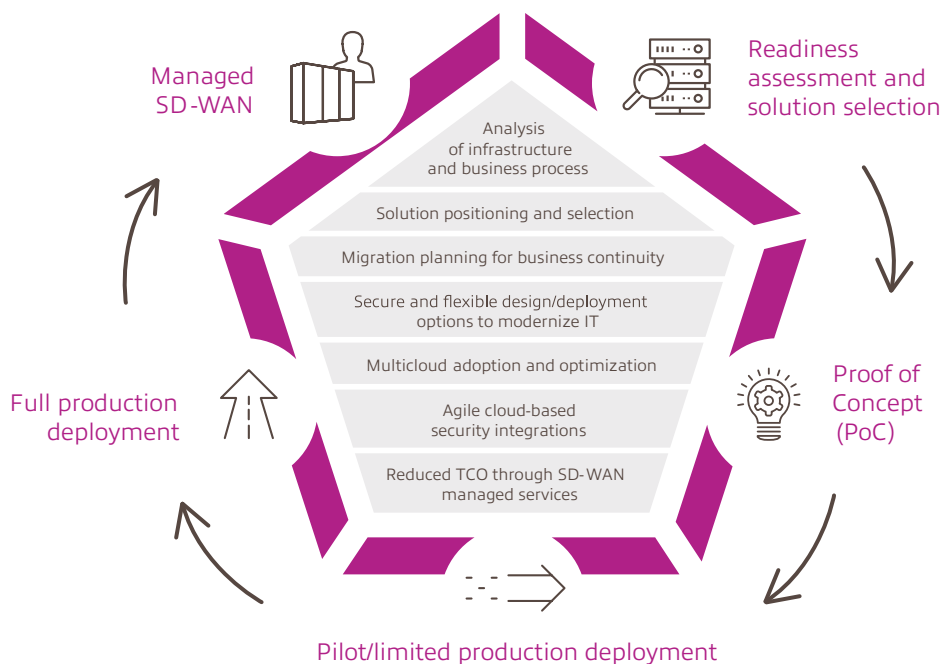 Managed
SD-WAN
Readiness
assessment and
solution selection
Analysis
of infrastructure
and business process
Solution positioning and selection
Migration planning for business continuity
Secure and flexible design/deployment
options to modernize IT
Multicloud adoption and optimization
Agile cloud-based
security integrations
Reduced TCO through SD-WAN
managed services
Full production
deployment
Proof of
Concept
(PoC)
Pilot/limited production deployment